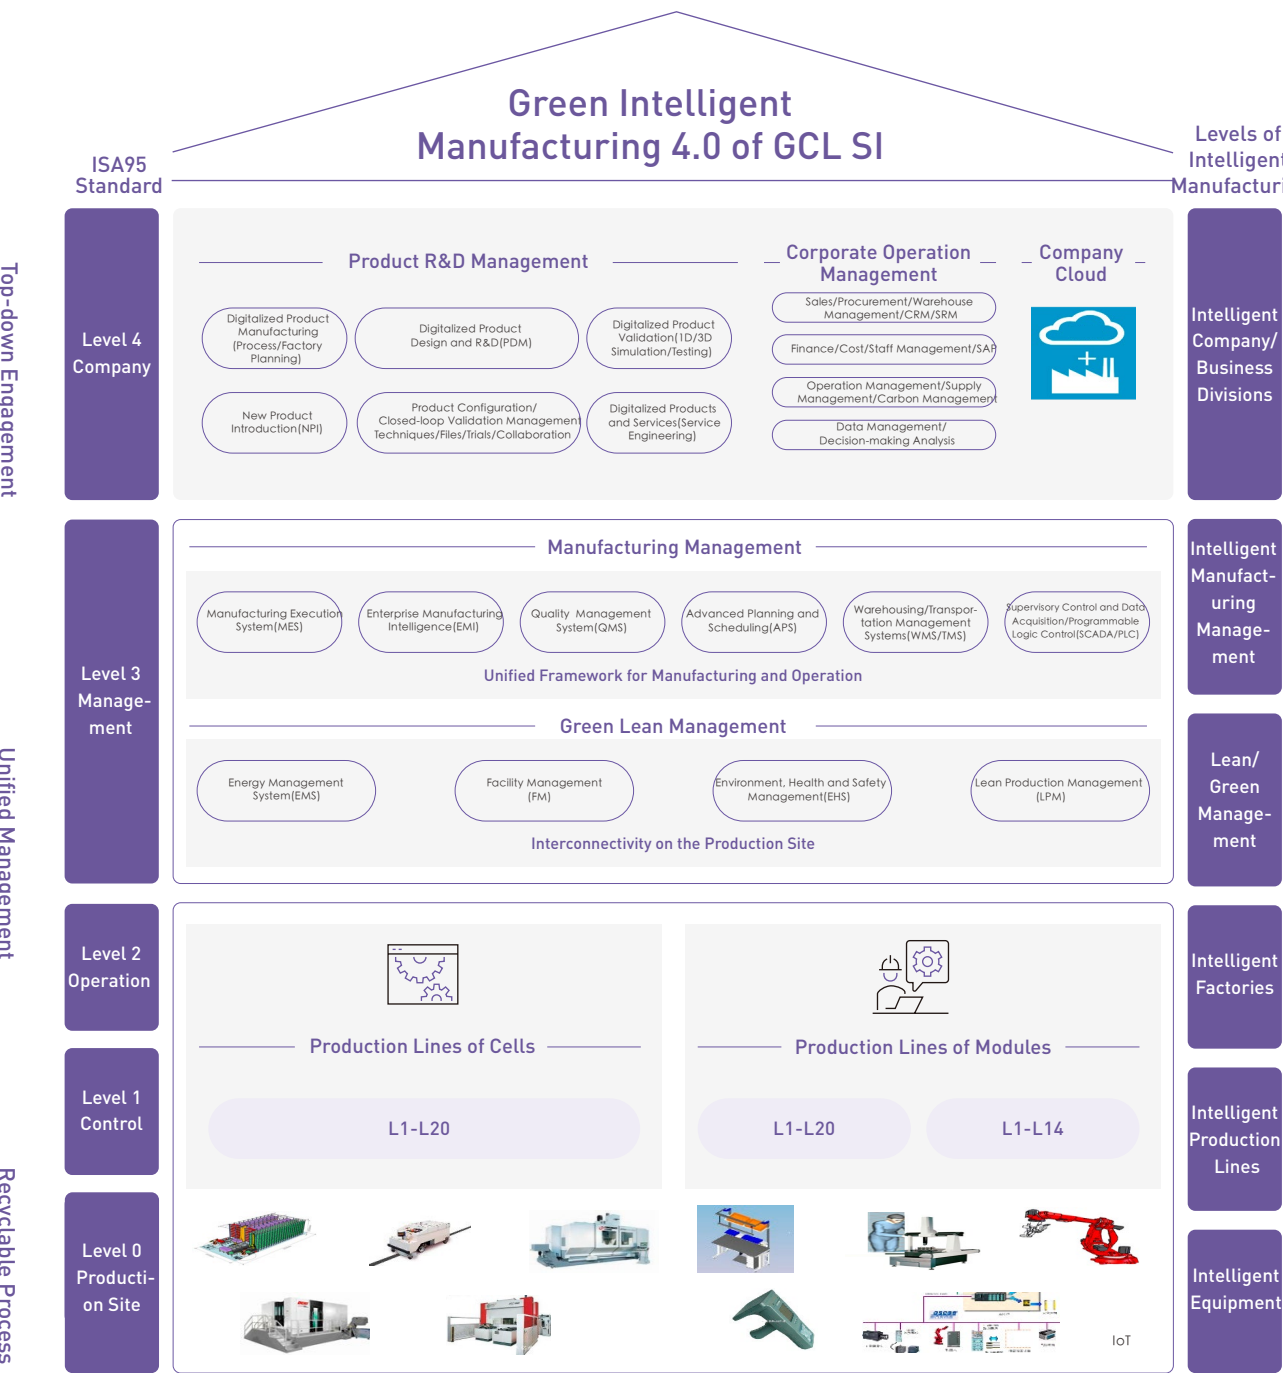 Green Intelligent
Manufacturing 4.0 of GCL SI
ISA95
Standard
Levels of
Intelligent
Manufacturi
Top-down Engagement
Unified Management
Recyclable Process
Level 4
Company
Product R&D Management
Digitalized Product
Manufacturing
(Process/Factory
Planning)
Digitalized Product
Design and R&D(PDM)
Digitalized Product
Validation(1D/3D
Simulation/Testing)
New Product
Introduction(NPI)
Product Configuration/
Closed-loop Validation Management
Techniques/Files/Trials/Collaboration
Digitalized Products
and Services(Service
Engineering)
Corporate Operation
Management
Sales/Procurement/Warehouse
Management/CRM/SRM
Finance/Cost/Staff Management/SAP
Operation Management/Supply
Management/Carbon Management
Data Management/
Decision-making Analysis
Company
Cloud
Intelligent
Company/
Business
Divisions
Level 3
Manage-
ment
Manufacturing Management
Manufacturing Execution
System(MES)
Enterprise Manufacturing
Intelligence(EMI)
Quality Management
System(QMS)
Advanced Planning and
Scheduling(APS)
Warehousing/Transpor-
tation Management
Systems(WMS/TMS)
Supervisory Control and Data
Acquisition/Programmable
Logic Control(SCADA/PLC)
Unified Framework for Manufacturing and Operation
Intelligent
Manufact-
uring
Manage-
ment
Green Lean Management
Energy Management
System(EMS)
Facility Management
(FM)
Environment, Health and Safety
Management(EHS)
Lean Production Management
(LPM)
Interconnectivity on the Production Site
Lean/
Green
Manage-
ment
Level 2
Operation
Intelligent
Factories
Production Lines of Cells
Production Lines of Modules
Level 1
Control
L1-L20
L1-L20
L1-L14
Intelligent
Production
Lines
Level 0
Producti-
on Site
IoT
Intelligent
Equipment